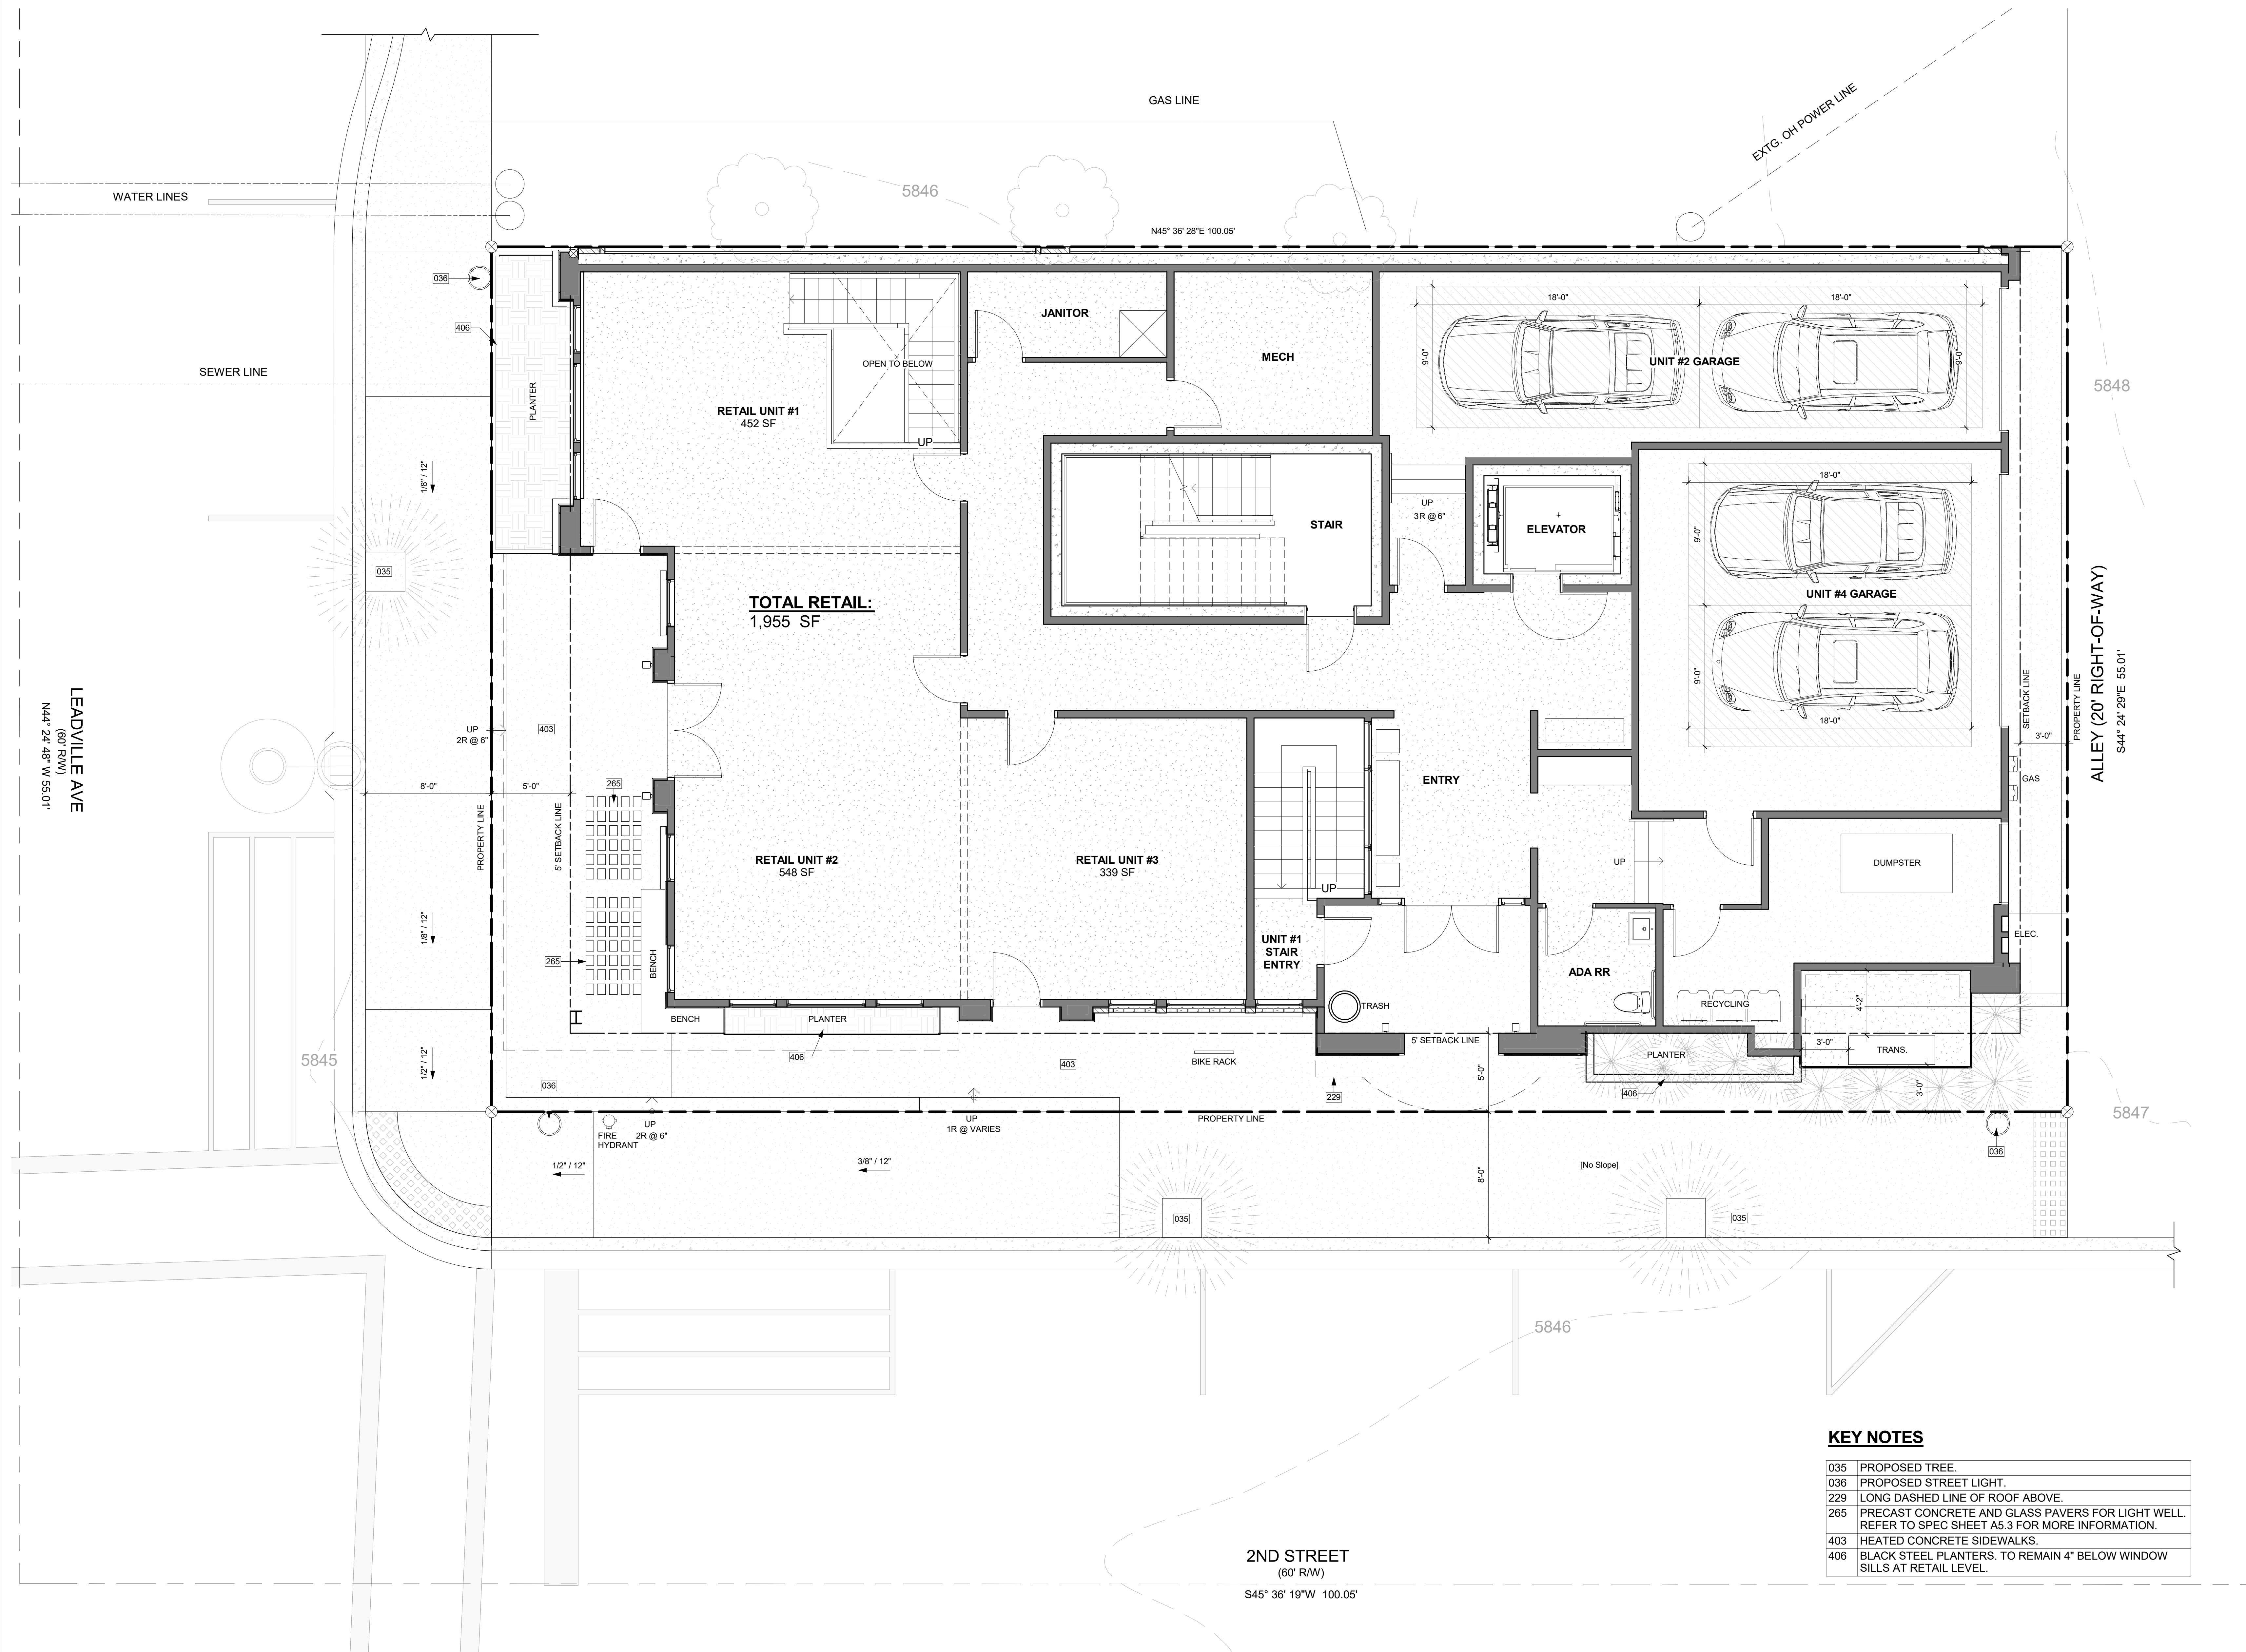 GAS LINE
EXTG. OH POWER LINE
WATER LINES
5846
N45° 36' 28"E 100.05'
036
406
SEWER LINE
PLANTER
1/8" / 12"
RETAIL UNIT #1
452 SF
OPEN TO BELOW
UP
JANITOR
MECH
18'-0"
18'-0"
9'-0"
9'-0"
UNIT #2 GARAGE
5848
STAIR
UP
3R @ 6"
ELEVATOR
18'-0"
9'-0"
UNIT #4 GARAGE
9'-0"
18'-0"
035
TOTAL RETAIL:
1,955 SF
ALLEY (20' RIGHT-OF-WAY)
S44° 24' 29"E 55.01'
SETBACK LINE
PROPERTY LINE
3'-0"
LEADVILLE AVE
(60' R/W)
N44° 24' 48" W 55.01'
UP
2R @ 6"
403
8'-0"
5'-0"
265
PROPERTY LINE
5' SETBACK LINE
ENTRY
GAS
RETAIL UNIT #2
548 SF
RETAIL UNIT #3
339 SF
UP
UP
DUMPSTER
1/8" / 12"
265
BENCH
UNIT #1
STAIR
ENTRY
ADA RR
ELEC.
TRASH
RECYCLING
4'-2"
BENCH
PLANTER
406
5' SETBACK LINE
PLANTER
3'-0"
TRANS.
5845
1/2" / 12"
403
BIKE RACK
5'-0"
036
229
406
3'-0"
FIRE
HYDRANT
UP
2R @ 6"
UP
1R @ VARIES
PROPERTY LINE
5847
036
1/2" / 12"
3/8" / 12"
8'-0"
[No Slope]
035
035
5846
2ND STREET
(60' R/W)
S45° 36' 19"W 100.05'
KEY NOTES
035 PROPOSED TREE.
036 PROPOSED STREET LIGHT.
229 LONG DASHED LINE OF ROOF ABOVE.
265 PRECAST CONCRETE AND GLASS PAVERS FOR LIGHT WELL.
REFER TO SPEC SHEET A5.3 FOR MORE INFORMATION.
403 HEATED CONCRETE SIDEWALKS.
406 BLACK STEEL PLANTERS. TO REMAIN 4" BELOW WINDOW
SILLS AT RETAIL LEVEL.